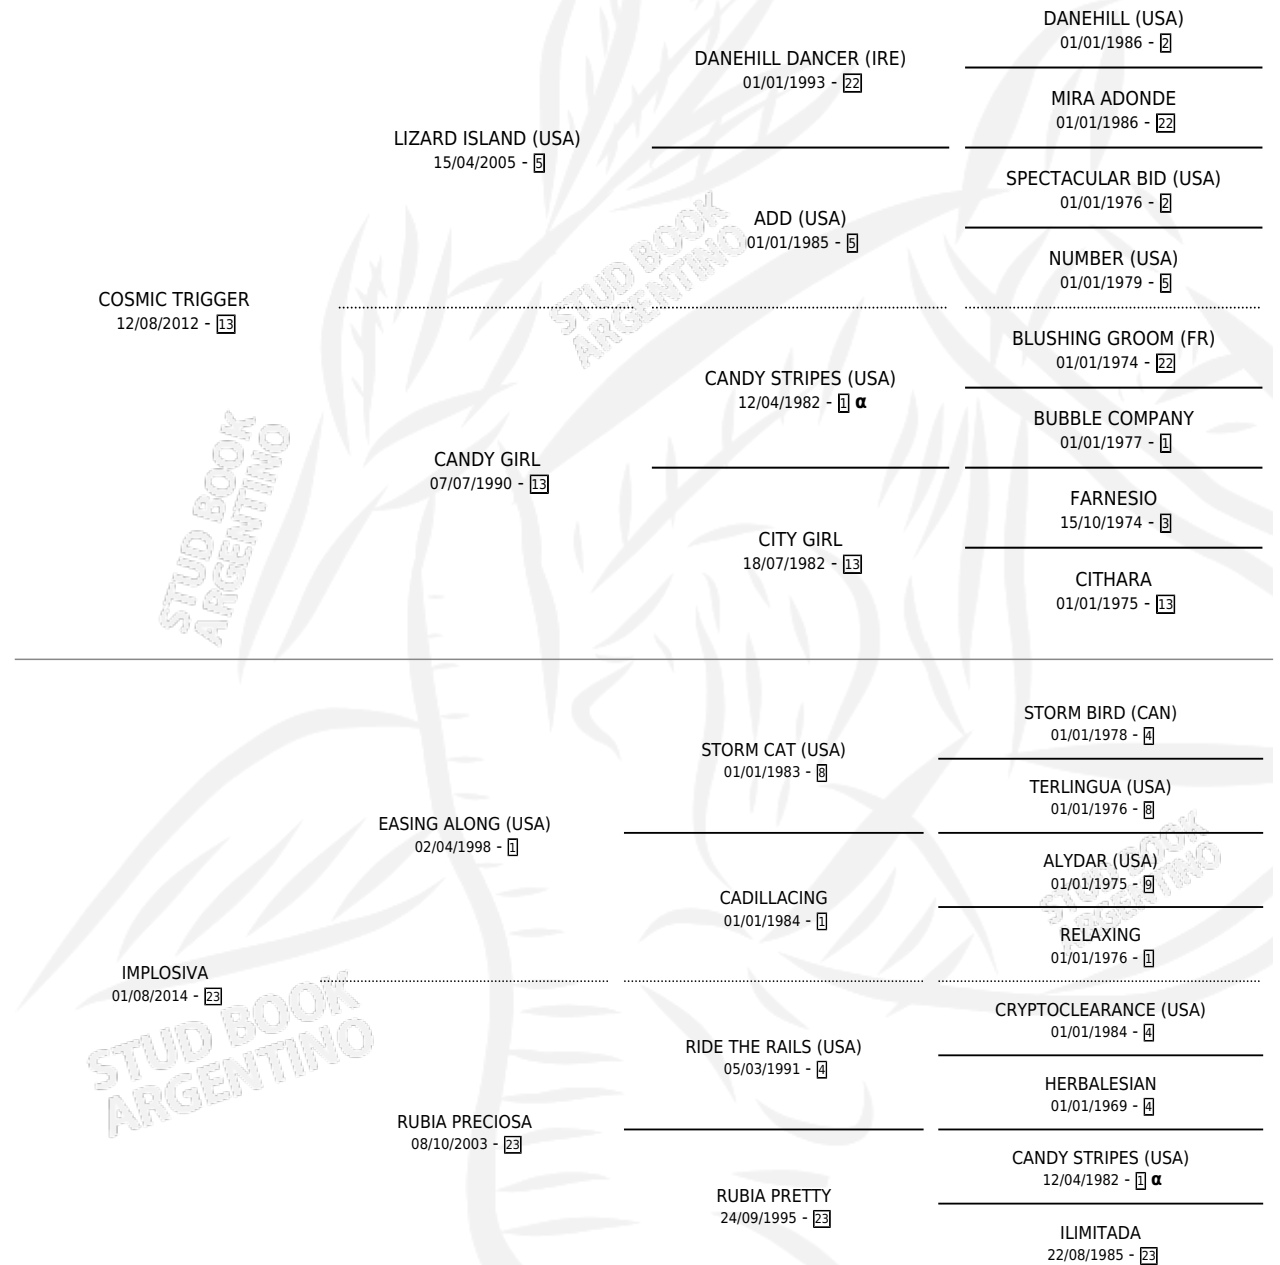 DANEHILL (USA)
01/01/1986 - 2
DANEHILL DANCER (IRE)
01/01/1993 - 22
MIRA ADONDE
01/01/1986 - 22
LIZARD ISLAND (USA)
15/04/2005 - 5
SPECTACULAR BID (USA)
01/01/1976 - 2
ADD (USA)
01/01/1985 - 5
NUMBER (USA)
01/01/1979 - 5
COSMIC TRIGGER
12/08/2012 - 13
BLUSHING GROOM (FR)
01/01/1974 - 22
CANDY STRIPES (USA)
12/04/1982 - 1 α
BUBBLE COMPANY
01/01/1977 - 1
CANDY GIRL
07/07/1990 - 13
FARNESIO
15/10/1974 - 3
CITY GIRL
18/07/1982 - 13
CITHARA
01/01/1975 - 13
STORM BIRD (CAN)
01/01/1978 - 4
STORM CAT (USA)
01/01/1983 - 8
TERLINGUA (USA)
01/01/1976 - 8
EASING ALONG (USA)
02/04/1998 - 1
ALYDAR (USA)
01/01/1975 - 9
CADILLACING
01/01/1984 - 1
RELAXING
01/01/1976 - 1
IMPLOSIVA
01/08/2014 - 23
CRYPTOCLEARANCE (USA)
01/01/1984 - 4
RIDE THE RAILS (USA)
05/03/1991 - 4
HERBALESIAN
01/01/1969 - 4
RUBIA PRECIOSA
08/10/2003 - 23
CANDY STRIPES (USA)
12/04/1982 - 1 α
RUBIA PRETTY
24/09/1995 - 23
ILIMITADA
22/08/1985 - 23
STUD BOOK
ARGENTINO
STUD BOOK
ARGENTINO
STUD BOOK
ARGENTINO
STUD BOOK
ARGENTINO